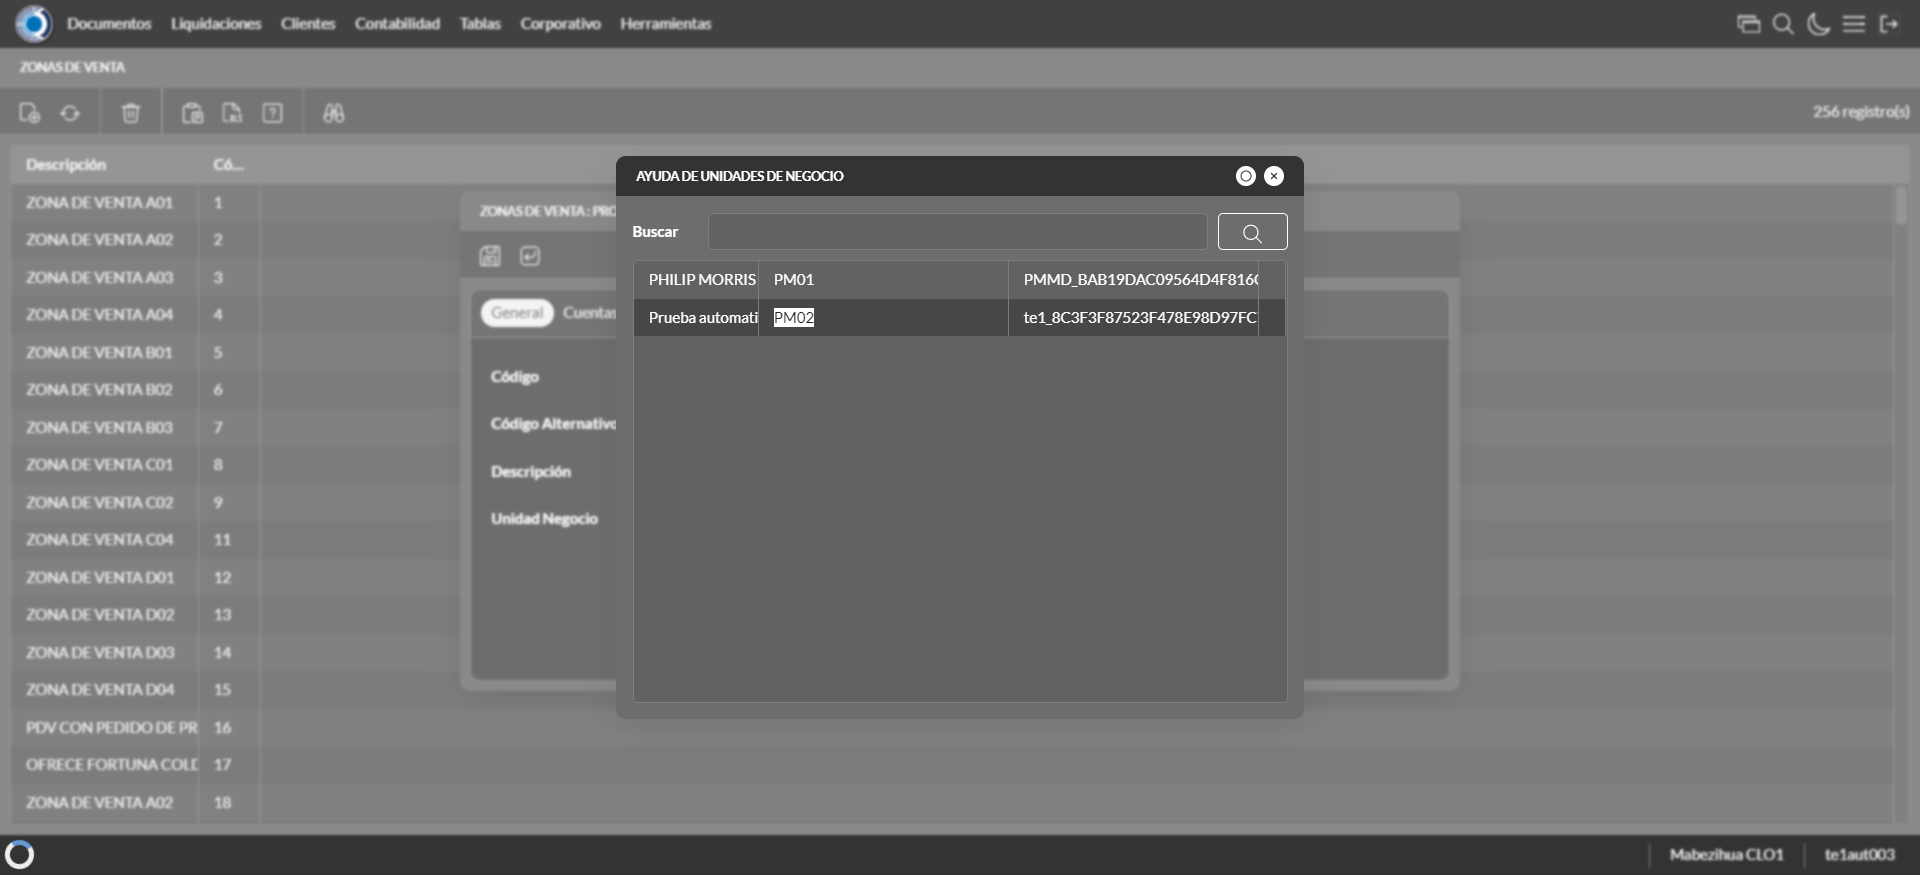 Documentos Liquidaciones Clientes Contabilidad Tablas Corporativo Herramientas
ZONAS DE VENTA
256 registro(s)
Descripción Có...
ZONA DE VENTA A01 1
ZONA DE VENTA A02 2
ZONA DE VENTA A03 3
ZONA DE VENTA A04 4
ZONA DE VENTA B01 5
ZONA DE VENTA B02 6
ZONA DE VENTA B03 7
ZONA DE VENTA C01 8
ZONA DE VENTA C02 9
ZONA DE VENTA C04 11
ZONA DE VENTA D01 12
ZONA DE VENTA D02 13
ZONA DE VENTA D03 14
ZONA DE VENTA D04 15
PDV CON PEDIDO DE PR 16
OFRECE FORTUNA COLD 17
ZONA DE VENTA A02 18
ZONAS DE VENTA : PRO
General Cuentas
Código
Código Alternativo
Descripción
Unidad Negocio
AYUDA DE UNIDADES DE NEGOCIO
Buscar
PHILIP MORRIS PM01 PMMD_BAB19DAC09564D4F816
Prueba automati PM02 te1_8C3F3F87523F478E98D97FC
Mabezihua CLO1 te1aut003